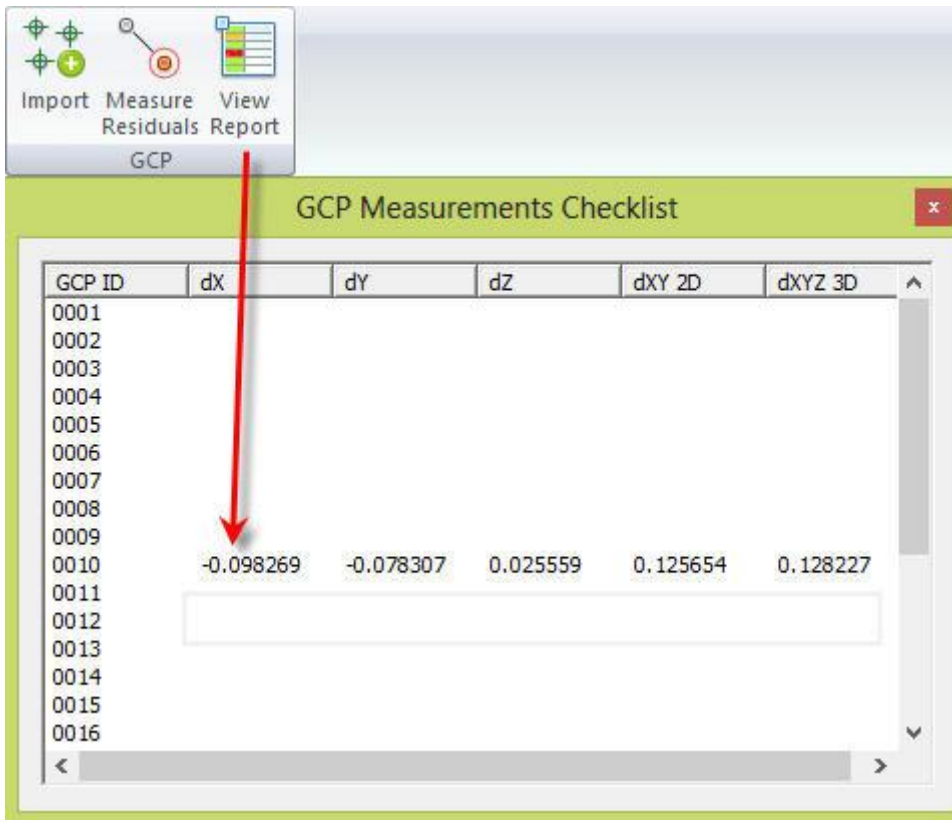 Import Measure View
Residuals Report
GCP
GCP Measurements Checklist
x
GCP ID dX dY dZ dXY 2D dXYZ 3D
0001
0002
0003
0004
0005
0006
0007
0008
0009
0010 -0.098269 -0.078307 0.025559 0.125654 0.128227
0011
0012
0013
0014
0015
0016